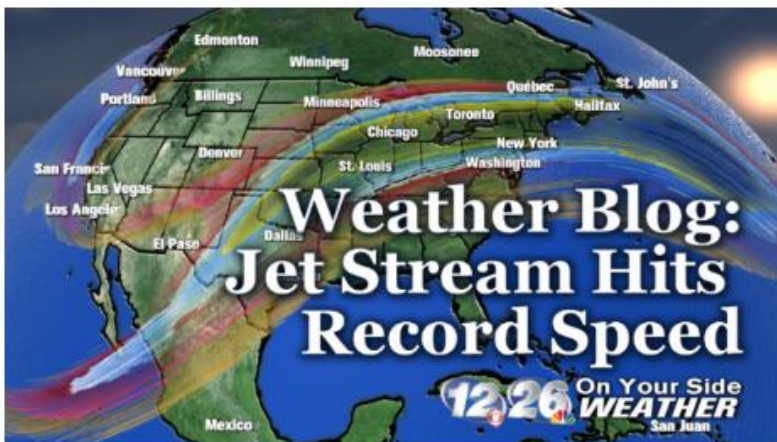 Edmonton
Winnipeg
Moosonee
Vancouver
Portland
Billings
Minneapolis
Québec
St. John's
Toronto
Halifax
Chicago
New York
Denver
St. Louis
Washington
San Francis
Las Vegas
Los Angele
El Paso
Dallas
Weather Blog:
Jet Stream Hits
Record Speed
12 26 On Your Side
WEATHER
Mexico
San Juan